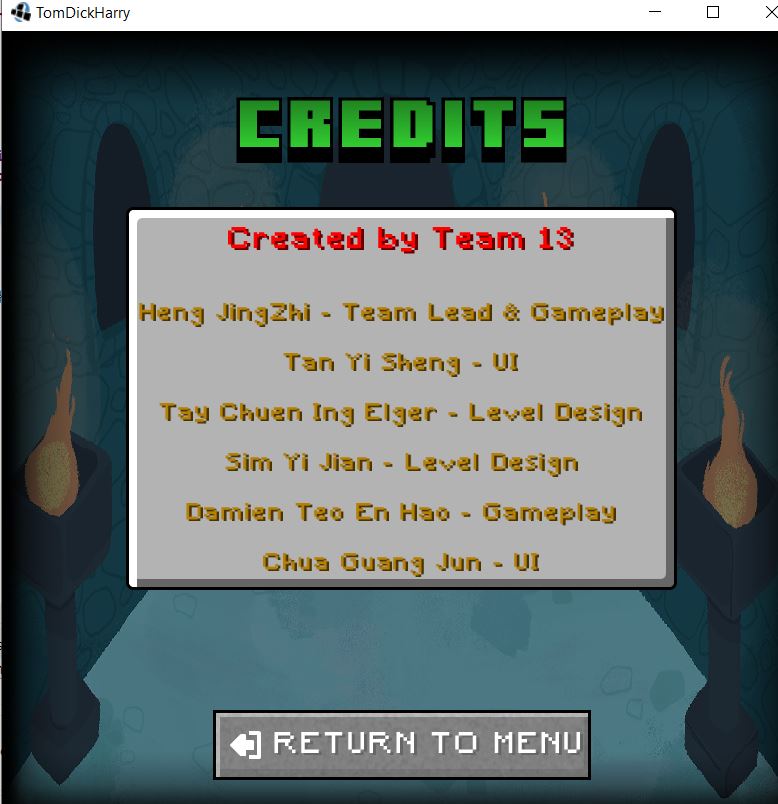 TomDickHarry
CREDITS
Created by Team 13
Heng JingZhi - Team Lead & Gameplay
Tan Yi Sheng - UI
Tay Chuen Ing Elger - Level Design
Sim Yi Jian - Level Design
Damien Teo En Hao - Gameplay
Chua Guang Jun - UI
RETURN TO MENU